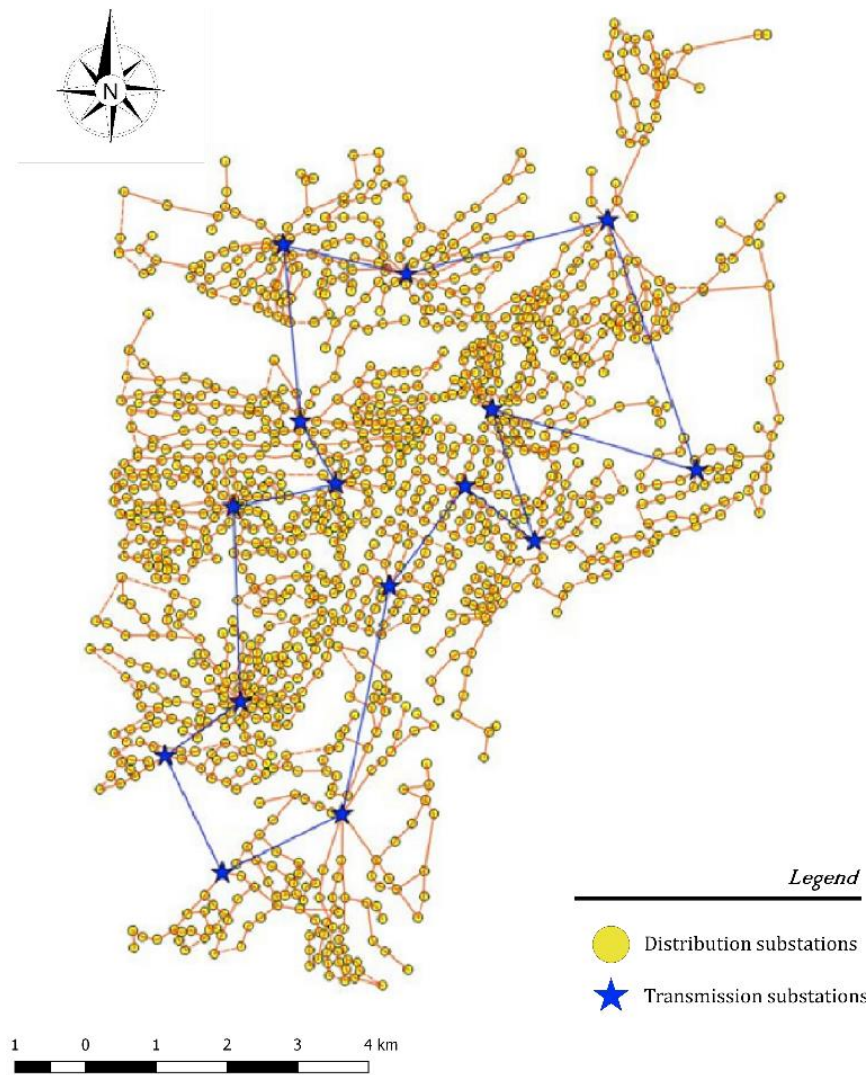 N
Legend
Distribution substations
Transmission substations
1 0 1 2 3 4 km